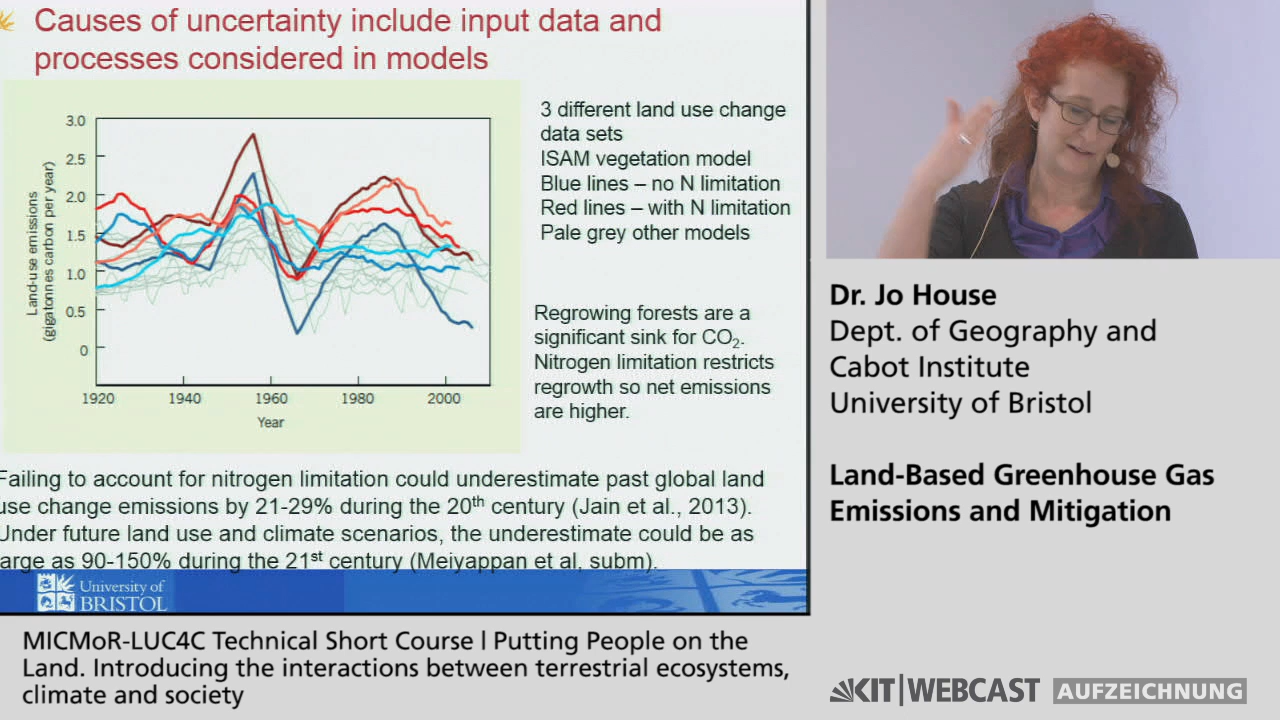 Causes of uncertainty include input data and
processes considered in models
3.0
2.5
2.0
1.5
1.0
0.5
0
Land-use emissions
(gigatonnes carbon per year)
1920 1940 1960 1980 2000
Year
3 different land use change
data sets
ISAM vegetation model
Blue lines – no N limitation
Red lines – with N limitation
Pale grey other models
Regrowing forests are a
significant sink for CO₂.
Nitrogen limitation restricts
regrowth so net emissions
are higher.
Failing to account for nitrogen limitation could underestimate past global land
use change emissions by 21-29% during the 20th century (Jain et al., 2013).
Under future land use and climate scenarios, the underestimate could be as
large as 90-150% during the 21st century (Meiyappan et al, subm).
University of
BRISTOL
Dr. Jo House
Dept. of Geography and
Cabot Institute
University of Bristol
Land-Based Greenhouse Gas
Emissions and Mitigation
MICMoR-LUC4C Technical Short Course | Putting People on the
Land. Introducing the interactions between terrestrial ecosystems,
climate and society
KIT|WEBCAST AUFZEICHNUNG